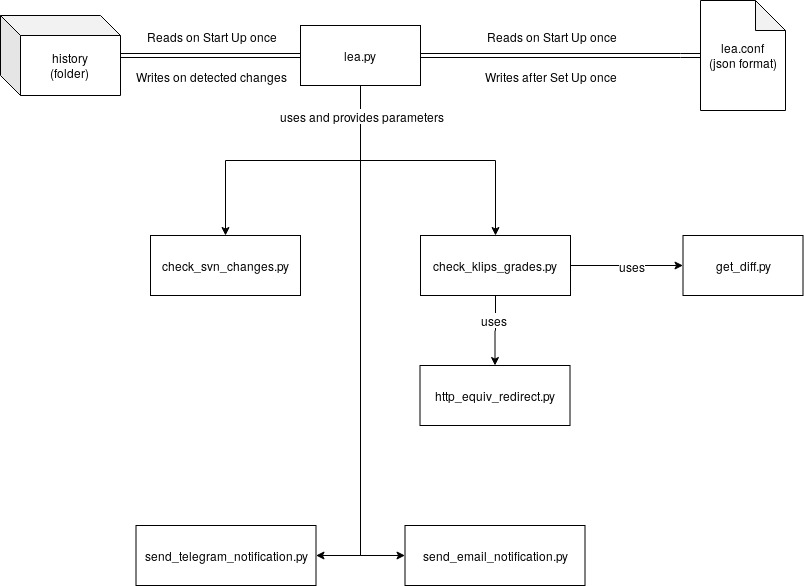 Reads on Start Up once
Reads on Start Up once
history
(folder)
lea.py
lea.conf
(json format)
Writes on detected changes
Writes after Set Up once
uses and provides parameters
check_svn_changes.py
check_klips_grades.py
uses
get_diff.py
uses
http_equiv_redirect.py
send_telegram_notification.py
send_email_notification.py